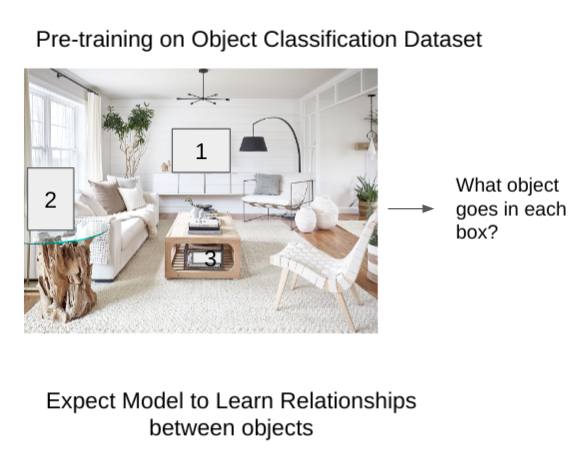 Pre-training on Object Classification Dataset
1
2
3
What object
goes in each
box?
Expect Model to Learn Relationships
between objects